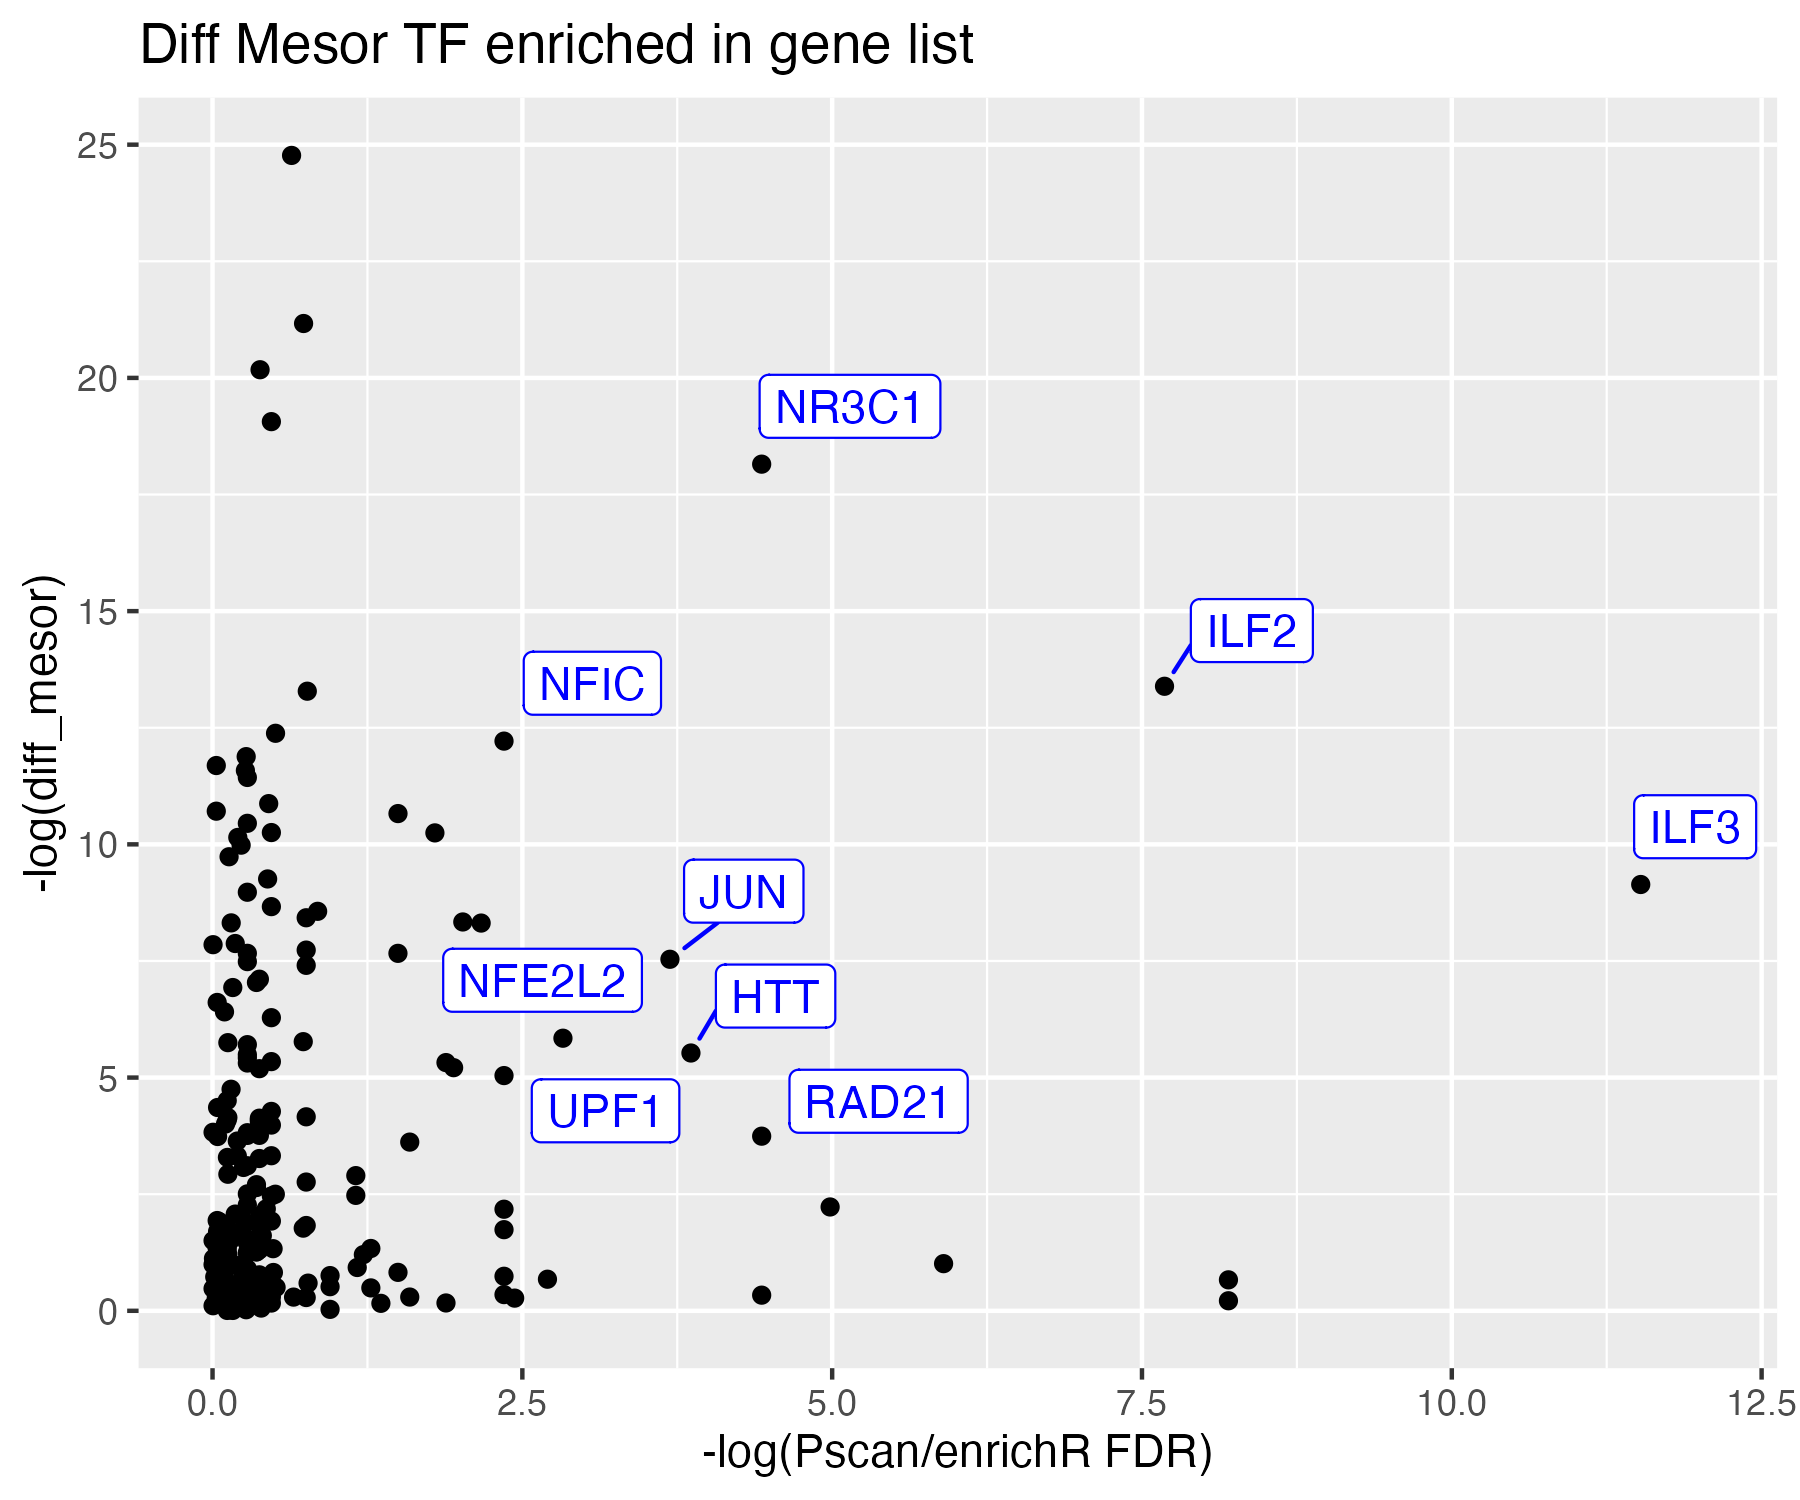 Diff Mesor TF enriched in gene list
-log(diff_mesor)
25
20
15
10
5
0
NR3C1
ILF2
NFIC
ILF3
JUN
NFE2L2
HTT
RAD21
UPF1
0.0
2.5
5.0
7.5
10.0
12.5
-log(Pscan/enrichR FDR)